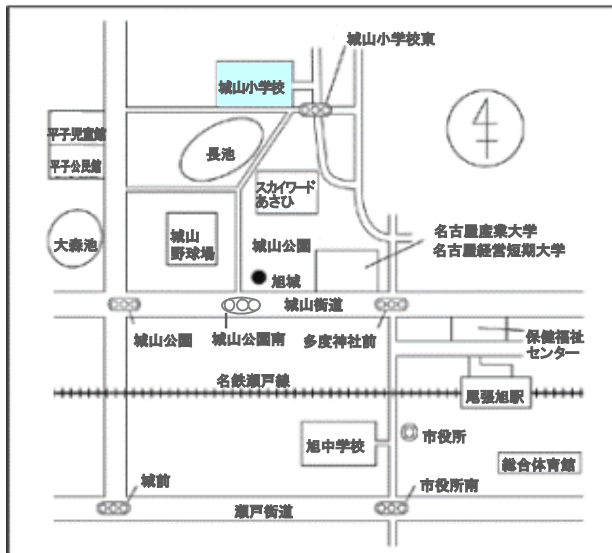 城山小学校東
城山小学校
平子児童館
平子公民館
長池
スカイワード
あさひ
大森池
城山
野球場
城山公園
名古屋産業大学
名古屋経営短期大学
旭城
城山街道
城山公園
城山公園南
多度神社前
保健福祉
センター
名鉄瀬戸線
尾張旭駅
旭中学校
市役所
総合体育館
城前
市役所南
瀬戸街道